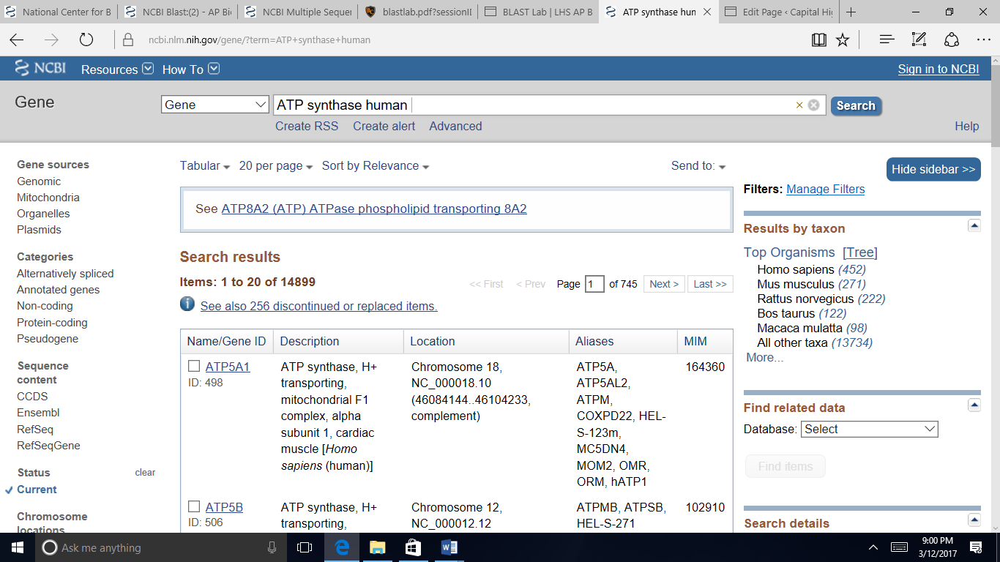 National Center for B
NCBI Blast:(2) - AP Bi
NCBI Multiple Sequer
blastlab.pdf?sessionII
BLAST Lab | LHS AP B
ATP synthase hur
Edit Page ‹ Capital Hig
ncbi.nlm.nih.gov/gene/?term=ATP+synthase+human
NCBI Resources How To Sign in to NCBI
Gene Gene ATP synthase human × Search
Create RSS Create alert Advanced Help
Gene sources
Genomic
Mitochondria
Organelles
Plasmids
Categories
Alternatively spliced
Annotated genes
Non-coding
Protein-coding
Pseudogene
Sequence
content
CCDS
Ensembl
RefSeq
RefSeqGene
Status clear
Current
Chromosome
locations
Tabular 20 per page Sort by Relevance Send to:
See ATP8A2 (ATP) ATPase phospholipid transporting 8A2
Search results
Items: 1 to 20 of 14899
<< First < Prev Page 1 of 745 Next > Last >>
See also 256 discontinued or replaced items.
Name/Gene ID Description Location Aliases MIM
ATP5A1
ID: 498
ATP synthase, H+
transporting,
mitochondrial F1
complex, alpha
subunit 1, cardiac
muscle [Homo
sapiens (human)]
Chromosome 18,
NC_000018.10
(46084144..46104233,
complement)
ATP5A,
ATP5AL2,
ATPM,
COXPD22, HEL-
S-123m,
MC5DN4,
MOM2, OMR,
ORM, hATP1
164360
ATP5B
ID: 506
ATP synthase, H+
transporting,
Chromosome 12,
NC_000012.12
ATPMB, ATPSB,
HEL-S-271
102910
Hide sidebar >>
Filters: Manage Filters
Results by taxon
Top Organisms [Tree]
Homo sapiens (452)
Mus musculus (271)
Rattus norvegicus (222)
Bos taurus (122)
Macaca mulatta (98)
All other taxa (13734)
More...
Find related data
Database: Select
Find items
Search details
Ask me anything
9:00 PM
3/12/2017